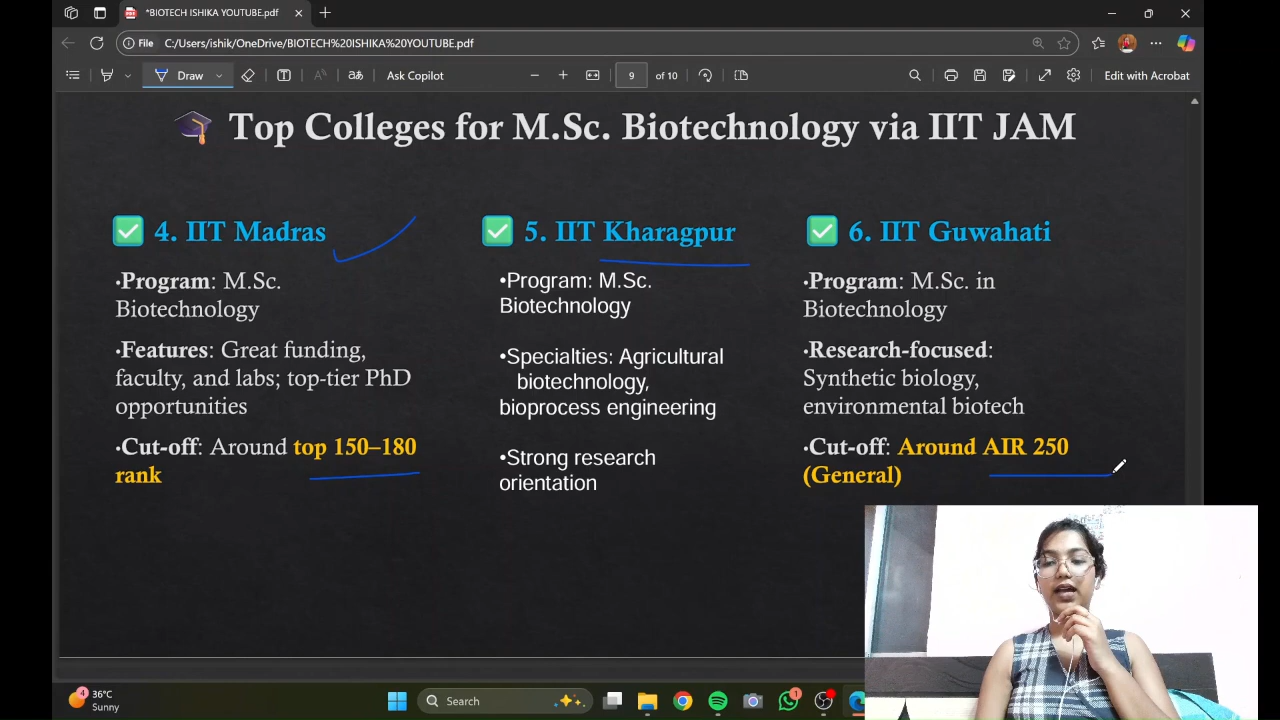 *BIOTECH ISHIKA YOUTUBE.pdf
File C:/Users/ishik/OneDrive/BIOTECH%20ISHIKA%20YOUTUBE.pdf
Draw
Ask Copilot
9 of 10
Edit with Acrobat
Top Colleges for M.Sc. Biotechnology via IIT JAM
4. IIT Madras
•Program: M.Sc.
Biotechnology
•Features: Great funding,
faculty, and labs; top-tier PhD
opportunities
•Cut-off: Around top 150–180
rank
5. IIT Kharagpur
•Program: M.Sc.
Biotechnology
•Specialties: Agricultural
biotechnology,
bioprocess engineering
•Strong research
orientation
6. IIT Guwahati
•Program: M.Sc. in
Biotechnology
•Research-focused:
Synthetic biology,
environmental biotech
•Cut-off: Around AIR 250
(General)
4
36°C
Sunny
Search
1